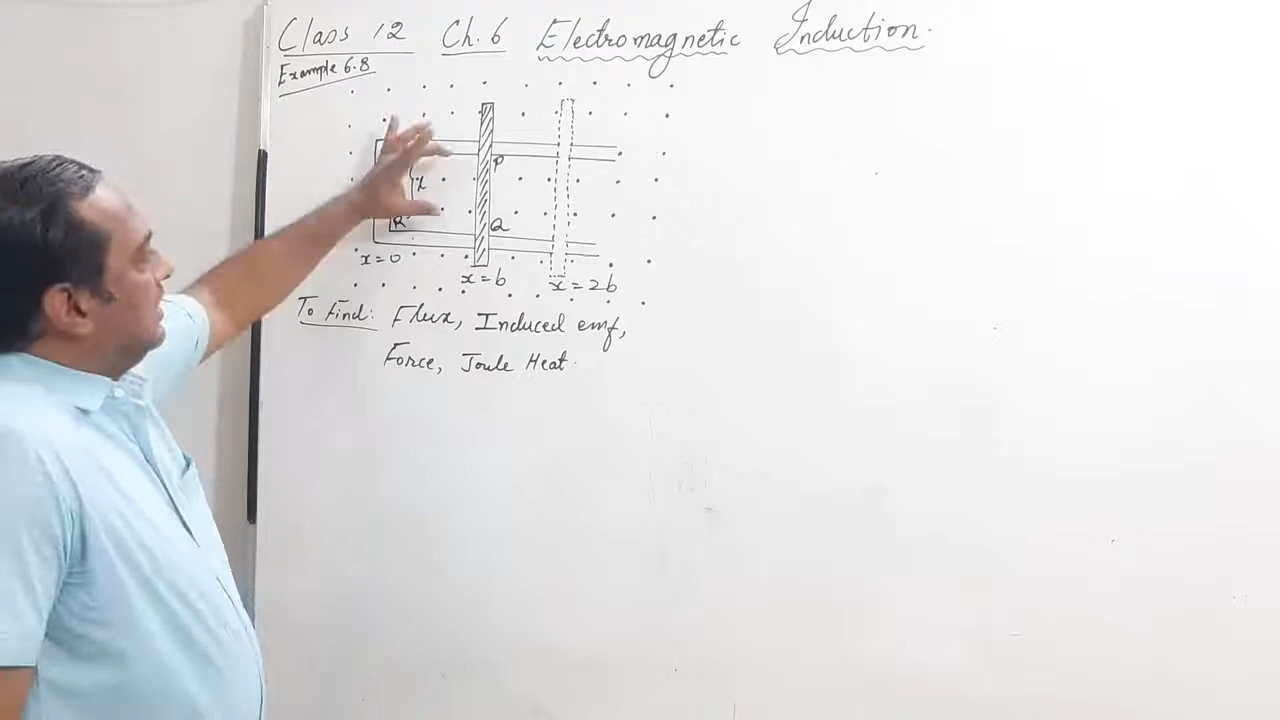 Class 12 Ch. 6 Electromagnetic Induction.
Example 6.8
P
l
R
Q
x=0
x=b
x=2b
To Find: Flux, Induced emf,
Force, Joule Heat.